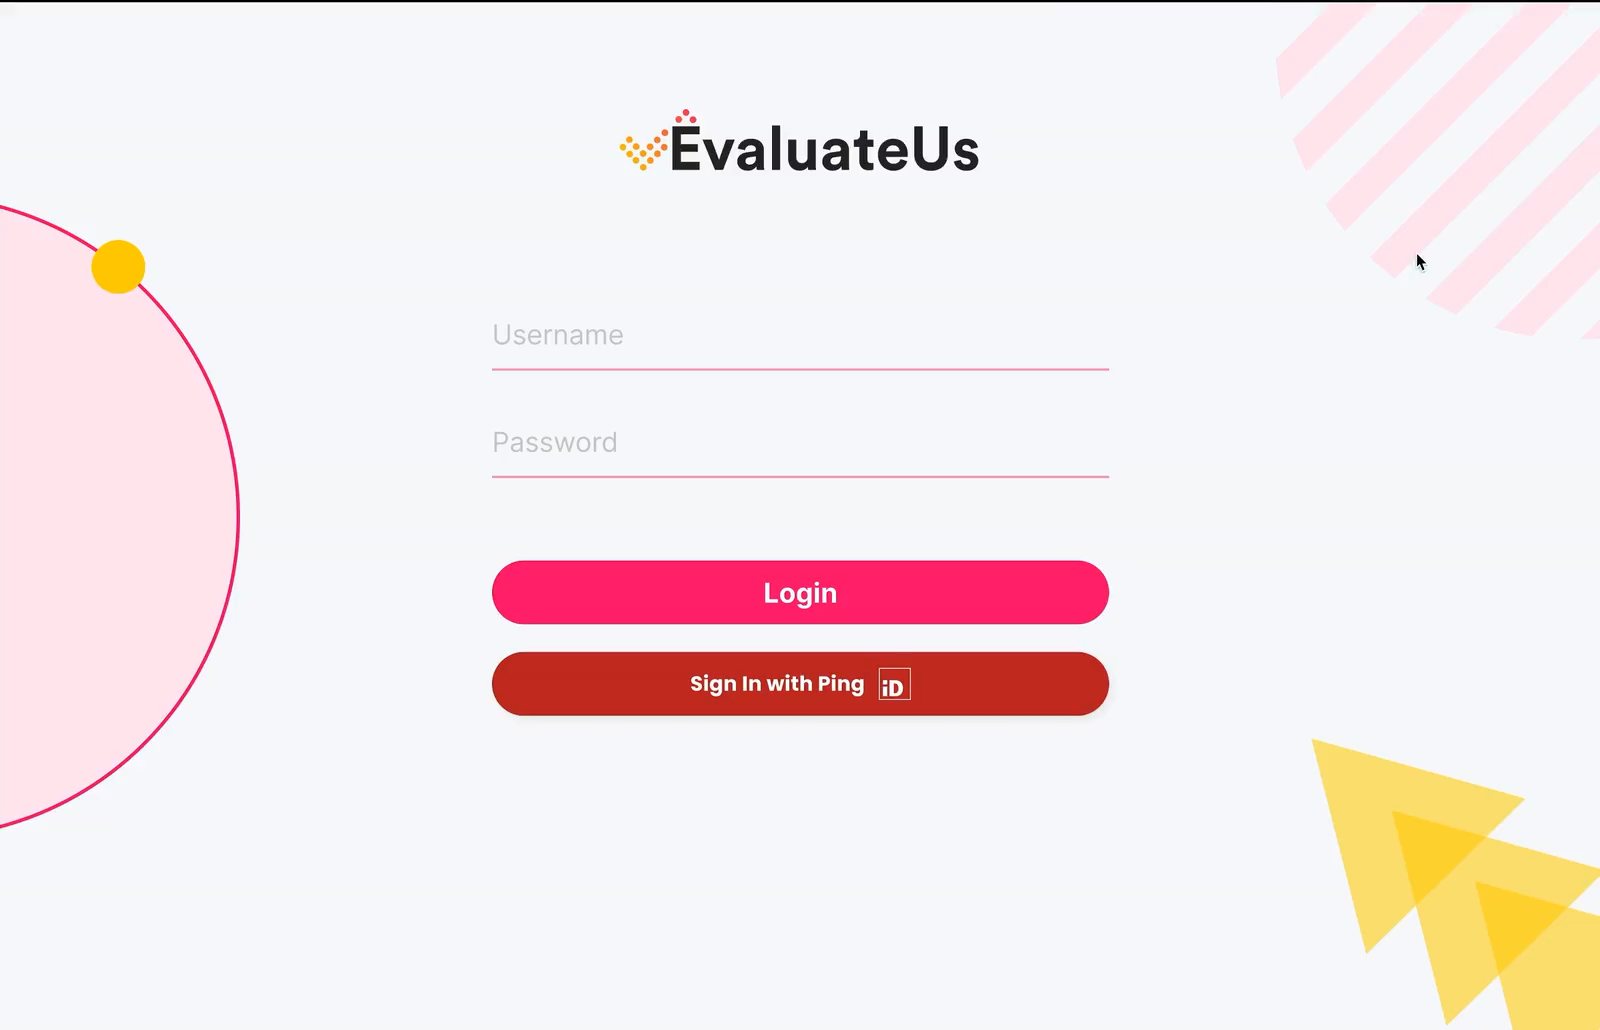 EvaluateUs
Username
Password
Login
Sign In with Ping iD